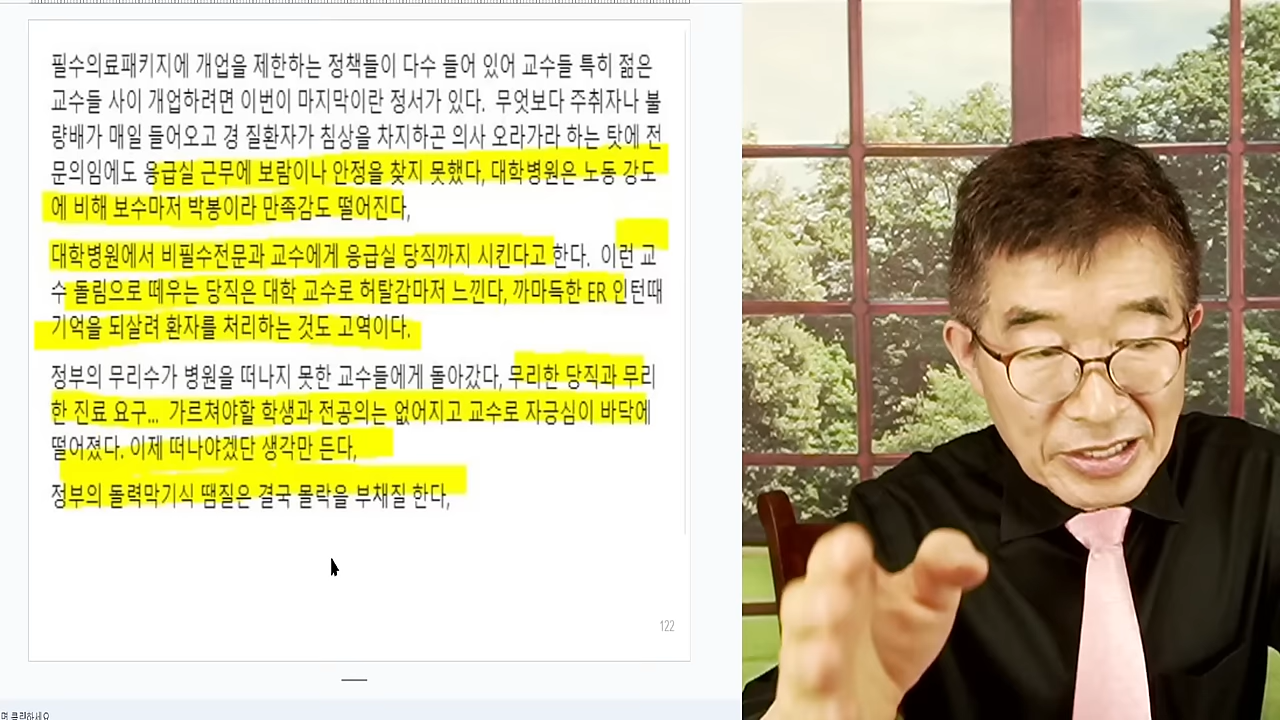 필수의료패키지에 개업을 제한하는 정책들이 다수 들어 있어 교수들 특히 젊은
교수들 사이 개업하려면 이번이 마지막이란 정서가 있다. 무엇보다 주취자나 불
량배가 매일 들어오고 경 질환자가 침상을 차지하곤 의사 오라가라 하는 탓에 전
문의임에도 응급실 근무에 보람이나 안정을 찾지 못했다, 대학병원은 노동 강도
에 비해 보수마저 박봉이라 만족감도 떨어진다,
대학병원에서 비필수전문과 교수에게 응급실 당직까지 시킨다고 한다. 이런 교
수 돌림으로 떼우는 당직은 대학 교수로 허탈감마저 느낀다, 까마득한 ER 인턴때
기억을 되살려 환자를 처리하는 것도 고역이다.
정부의 무리수가 병원을 떠나지 못한 교수들에게 돌아갔다, 무리한 당직과 무리
한 진료 요구... 가르쳐야할 학생과 전공의는 없어지고 교수로 자긍심이 바닥에
떨어졌다. 이제 떠나야겠단 생각만 든다,
정부의 돌력막기식 땜질은 결국 몰락을 부채질 한다,
122